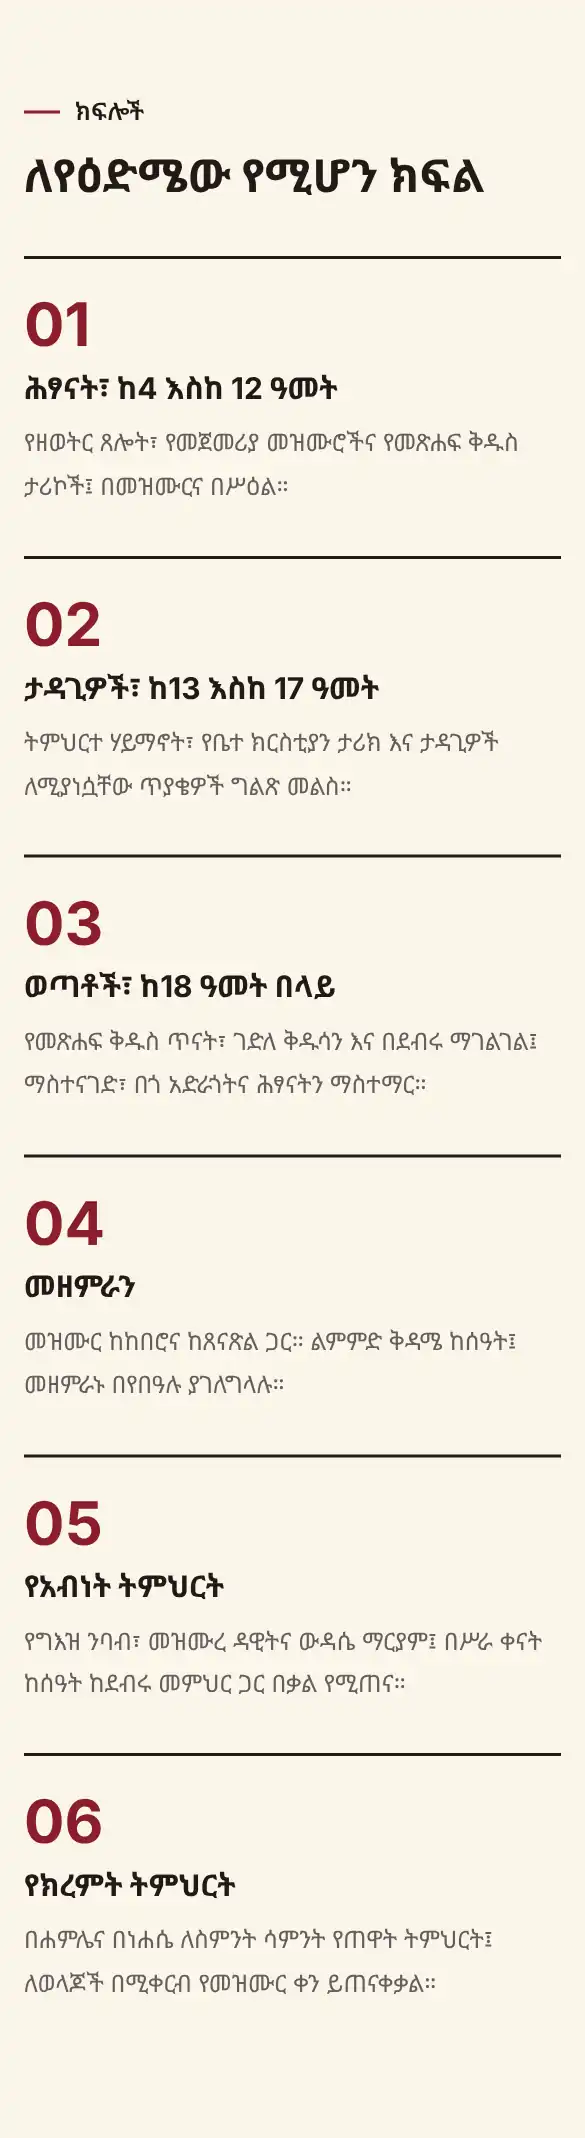 ክፍሎች
ለየዕድሜው የሚሆን ክፍል
01
ሕፃናት፣ ከ4 እስከ 12 ዓመት
የዘወትር ጸሎት፣ የመጀመሪያ መዝሙሮችና የመጽሐፍ ቅዱስ
ታሪኮች፤ በመዝሙርና በሥዕል።
02
ታዳጊዎች፣ ከ13 እስከ 17 ዓመት
ትምህርተ ሃይማኖት፣ የቤተ ክርስቲያን ታሪክ እና ታዳጊዎች
ለሚያነሷቸው ጥያቄዎች ግልጽ መልስ።
03
ወጣቶች፣ ከ18 ዓመት በላይ
የመጽሐፍ ቅዱስ ጥናት፣ ገድለ ቅዱሳን እና በደብሩ ማገልገል፤
ማስተናገድ፣ በጎ አድራጎትና ሕፃናትን ማስተማር።
04
መዘምራን
መዝሙር ከከበሮና ከጸናጽል ጋር። ልምምድ ቅዳሜ ከሰዓት፤
መዘምራኑ በየበዓሉ ያገለግላሉ።
05
የአብነት ትምህርት
የግእዝ ንባብ፣ መዝሙረ ዳዊትና ውዳሴ ማርያም፤ በሥራ ቀናት
ከሰዓት ከደብሩ መምህር ጋር በቃል የሚጠና።
06
የክረምት ትምህርት
በሐምሌና በነሐሴ ለስምንት ሳምንት የጠዋት ትምህርት፤
ለወላጆች በሚቀርብ የመዝሙር ቀን ይጠናቀቃል።